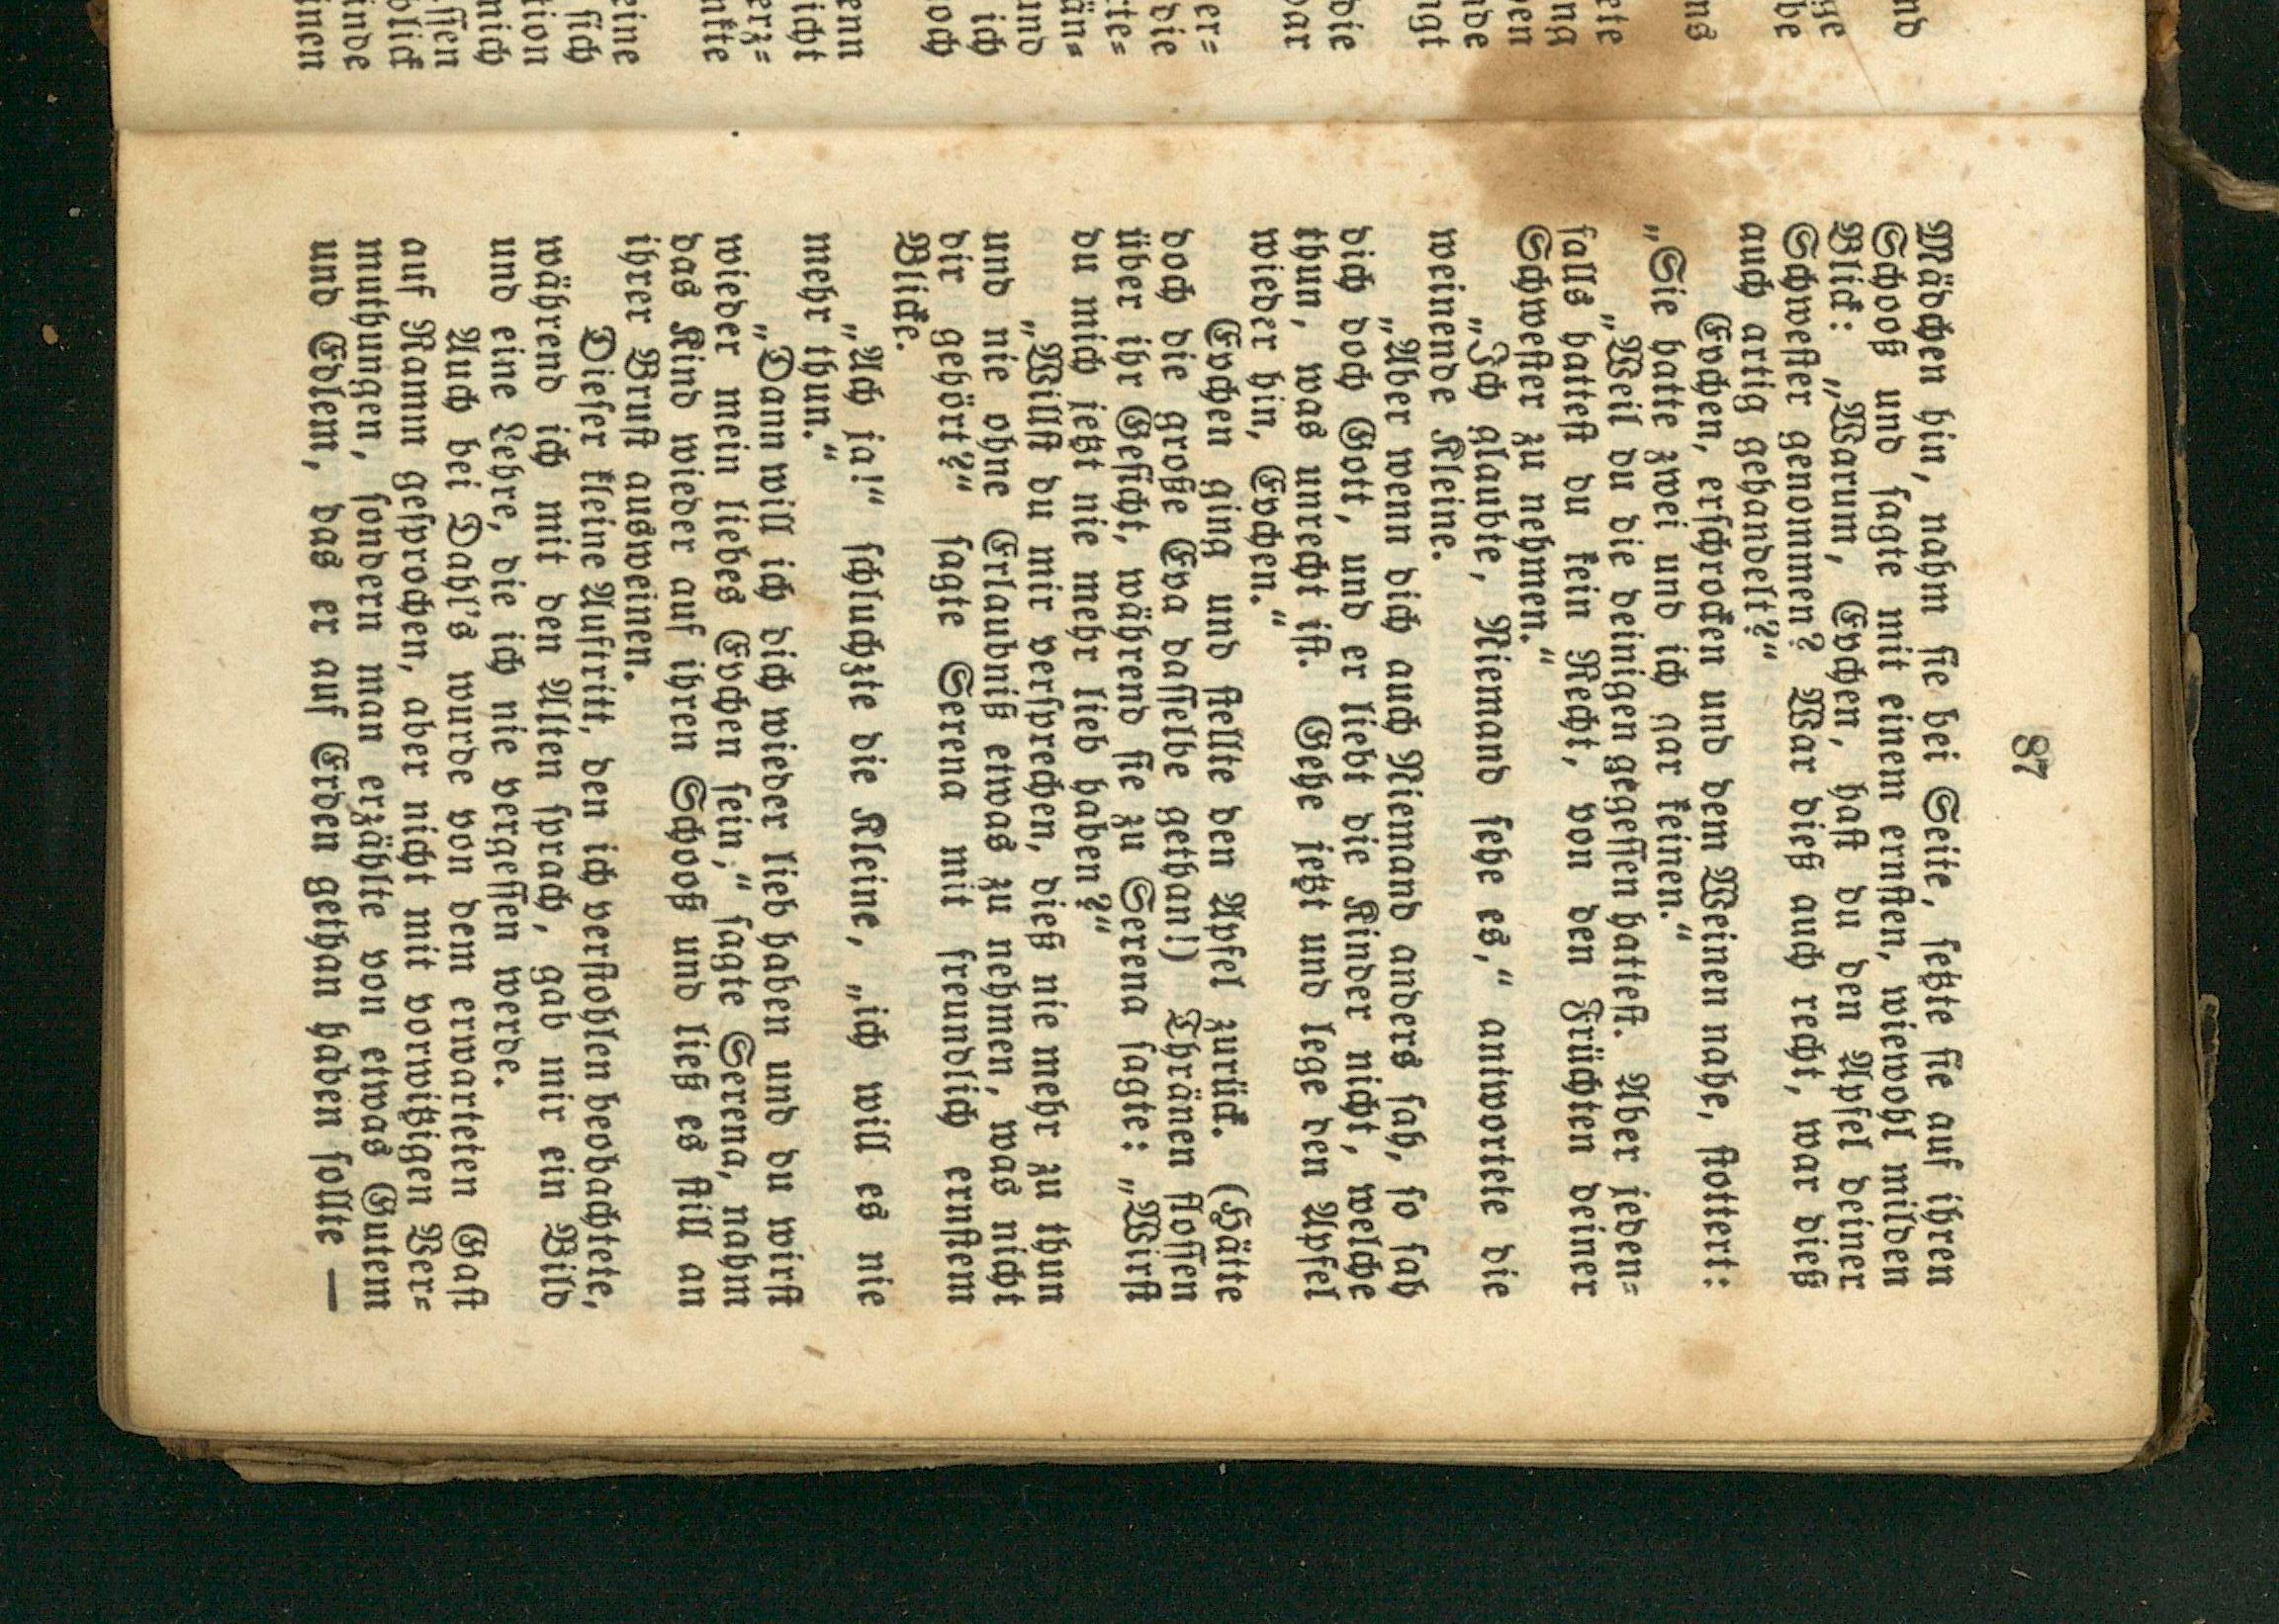 87
Mädchen hin, nahm sie bei Seite, setzte sie auf ihren
Schooß und sagte mit einem ernsten, wiewohl milden
Blick: „Warum, Evchen, hast du den Apfel deiner
Schwester genommen? War dieß auch recht, war dieß
auch artig gehandelt?“
Evchen, erschrocken und dem Weinen nahe, stottert:
„Sie hatte zwei und ich gar keinen.“
„Weil du die deinigen gegessen hattest. Aber jeden=
falls hattest du kein Recht, von den Früchten deiner
Schwester zu nehmen.“
„Ich glaubte, Niemand sehe es,“ antwortete die
weinende Kleine.
„Aber wenn dich auch Niemand anders sah, so sah
dich doch Gott, und er liebt die Kinder nicht, welche
thun, was unrecht ist. Gehe jetzt und lege den Apfel
wieder hin, Evchen.“
Evchen ging und stellte den Apfel zurück. (Hätte
doch die große Eva dasselbe gethan!) Thränen flossen
über ihr Gesicht, während sie zu Serena sagte: „Wirst
du mich jetzt nie mehr lieb haben?“
„Willst du mir versprechen, dieß nie mehr zu thun
und nie ohne Erlaubniß etwas zu nehmen, was nicht
dir gehört?“ sagte Serena mit freundlich ernstem
Blicke.
„Ach ja!“ schluchzte die Kleine, „ich will es nie
mehr thun.“
„Dann will ich dich wieder lieb haben und du wirst
wieder mein liebes Evchen sein,“ sagte Serena, nahm
das Kind wieder auf ihren Schooß und ließ es still an
ihrer Brust ausweinen.
Dieser kleine Auftritt, den ich verstohlen beobachtete,
während ich mit den Alten sprach, gab mir ein Bild
und eine Lehre, die ich nie vergessen werde.
Auch bei Dahl's wurde von dem erwarteten Gast
auf Ramm gesprochen, aber nicht mit vorwitzigen Ver=
muthungen, sondern man erzählte von etwas Gutem
und Edlem, das er auf Erden gethan haben sollte —